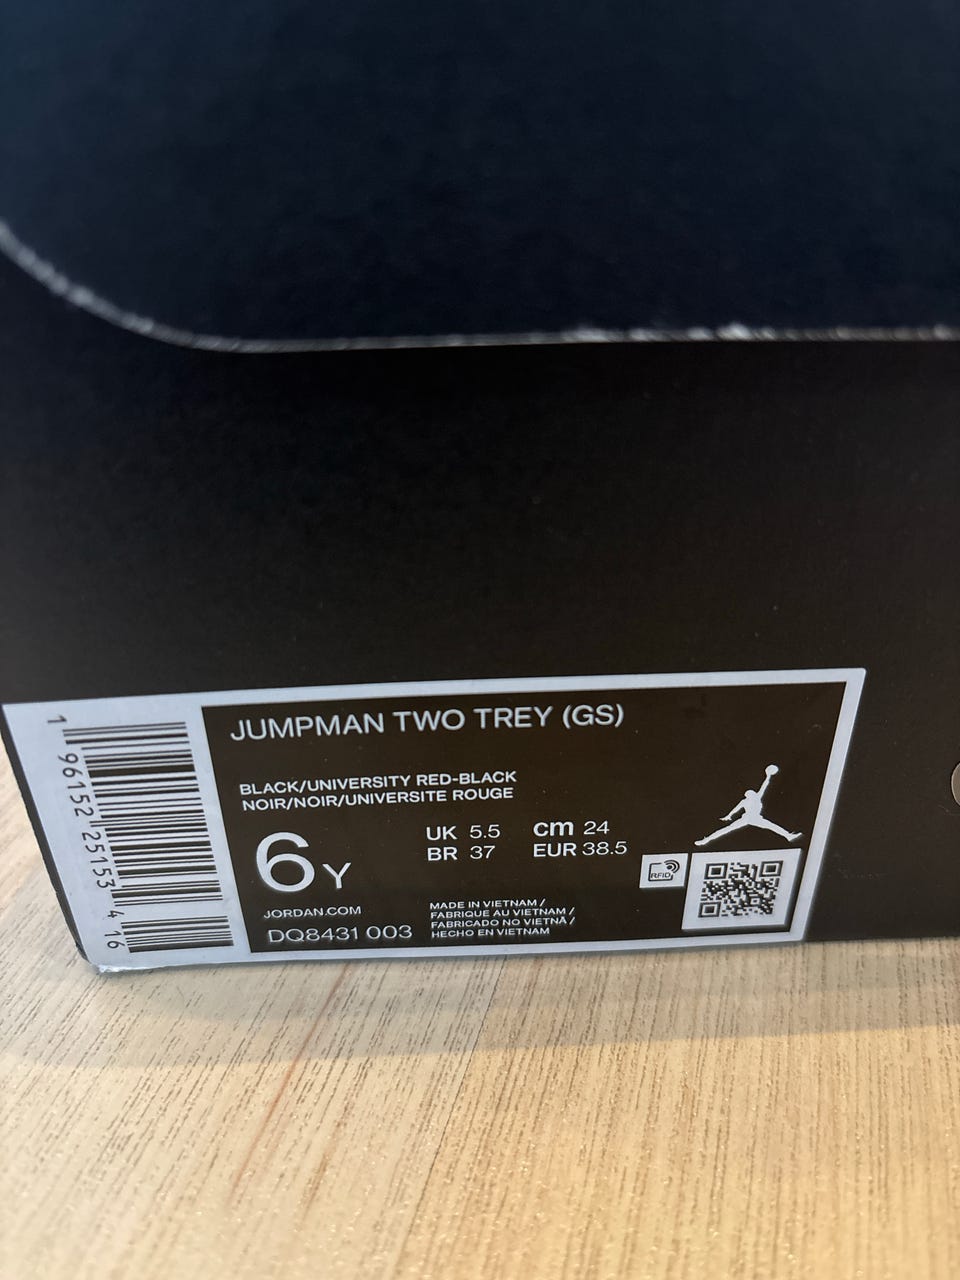 JUMPMAN TWO TREY (GS)
BLACK/UNIVERSITY RED-BLACK
NOIR/NOIR/UNIVERSITE ROUGE
6Y
UK 5.5 cm 24
BR 37 EUR 38.5
RFID
JORDAN.COM
DQ8431 003
MADE IN VIETNAM /
FABRIQUE AU VIETNAM /
FABRICADO NO VIETNÃ /
HECHO EN VIETNAM
1 96152 25153 4 16